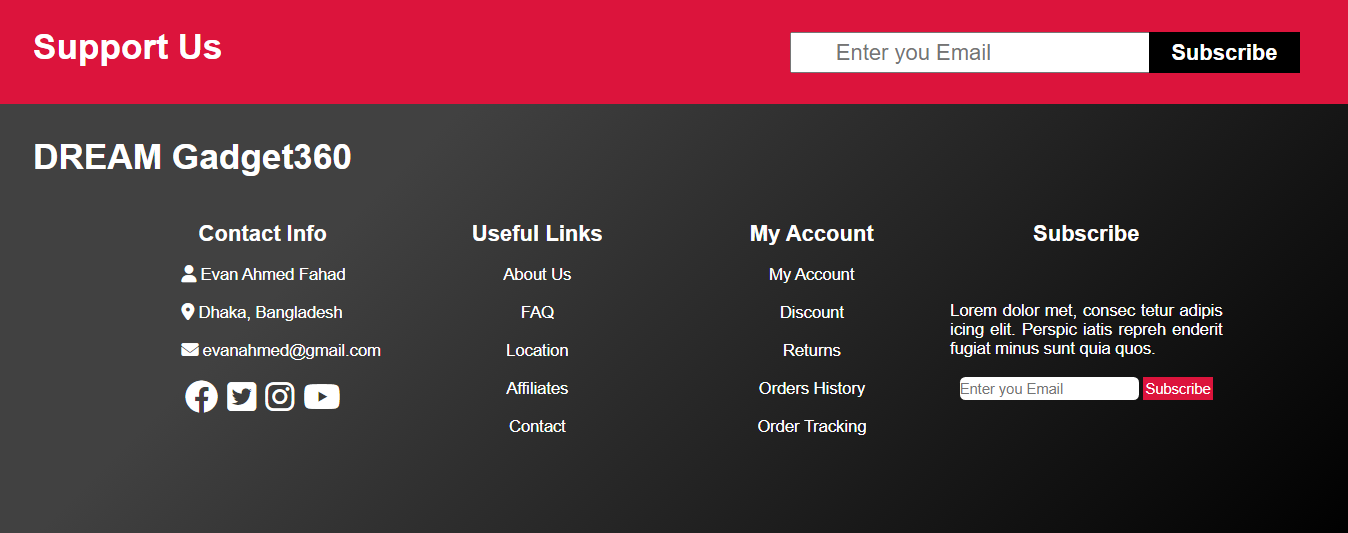 Support Us
Enter you Email
Subscribe
DREAM Gadget360
Contact Info
Evan Ahmed Fahad
Dhaka, Bangladesh
evanahmed@gmail.com
Useful Links
About Us
FAQ
Location
Affiliates
Contact
My Account
My Account
Discount
Returns
Orders History
Order Tracking
Subscribe
Lorem dolor met, consec tetur adipis
icing elit. Perspic iatis repreh enderit
fugiat minus sunt quia quos.
Enter you Email
Subscribe